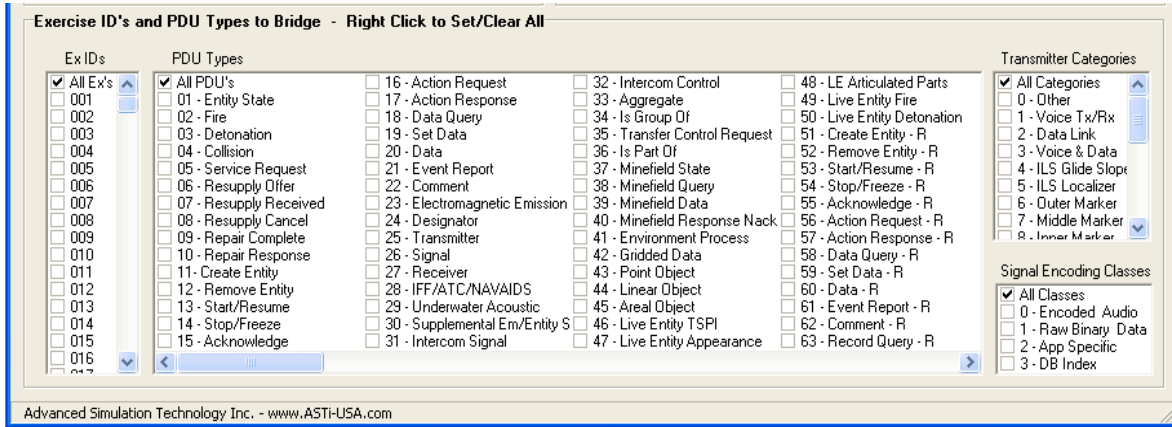 Exercise ID's and PDU Types to Bridge - Right Click to Set/Clear All
Ex IDs
All Ex's
001
002
003
004
005
006
007
008
009
010
011
012
013
014
015
016
017
PDU Types
All PDU's
01 - Entity State
02 - Fire
03 - Detonation
04 - Collision
05 - Service Request
06 - Resupply Offer
07 - Resupply Received
08 - Resupply Cancel
09 - Repair Complete
10 - Repair Response
11- Create Entity
12 - Remove Entity
13 - Start/Resume
14 - Stop/Freeze
15 - Acknowledge
16 - Action Request
17 - Action Response
18 - Data Query
19 - Set Data
20 - Data
21 - Event Report
22 - Comment
23 - Electromagnetic Emission
24 - Designator
25 - Transmitter
26 - Signal
27 - Receiver
28 - IFF/ATC/NAVAIDS
29 - Underwater Acoustic
30 - Supplemental Em/Entity S
31 - Intercom Signal
32 - Intercom Control
33 - Aggregate
34 - Is Group Of
35 - Transfer Control Request
36 - Is Part Of
37 - Minefield State
38 - Minefield Query
39 - Minefield Data
40 - Minefield Response Nack
41 - Environment Process
42 - Gridded Data
43 - Point Object
44 - Linear Object
45 - Areal Object
46 - Live Entity TSPI
47 - Live Entity Appearance
48 - LE Articulated Parts
49 - Live Entity Fire
50 - Live Entity Detonation
51 - Create Entity - R
52 - Remove Entity - R
53 - Start/Resume - R
54 - Stop/Freeze - R
55 - Acknowledge - R
56 - Action Request - R
57 - Action Response - R
58 - Data Query - R
59 - Set Data - R
60 - Data - R
61 - Event Report - R
62 - Comment - R
63 - Record Query - R
Transmitter Categories
All Categories
0 - Other
1 - Voice Tx/Rx
2 - Data Link
3 - Voice & Data
4 - ILS Glide Slope
5 - ILS Localizer
6 - Outer Marker
7 - Middle Marker
8 - Inner Marker
Signal Encoding Classes
All Classes
0 - Encoded Audio
1 - Raw Binary Data
2 - App Specific
3 - DB Index
Advanced Simulation Technology Inc. - www.ASTi-USA.com